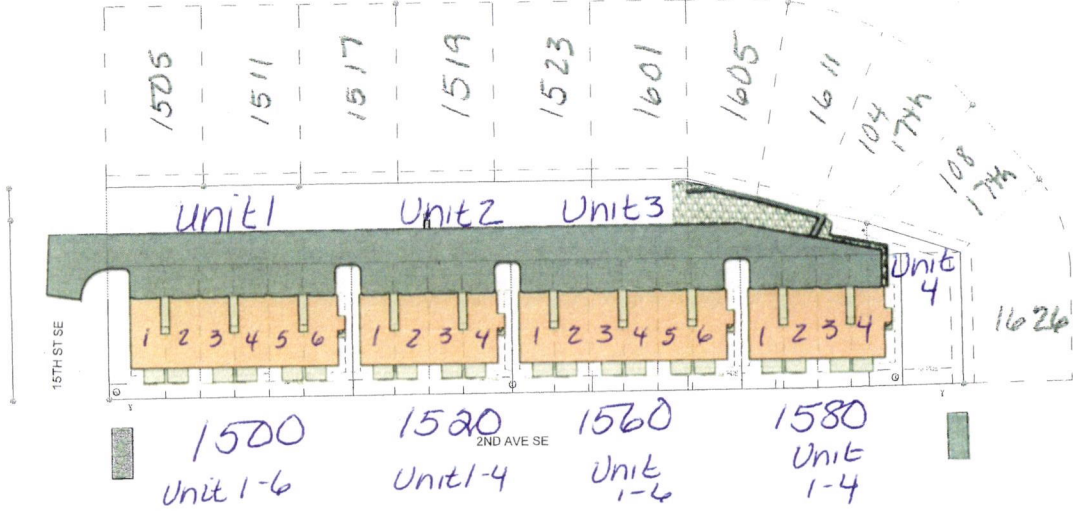 1505 1511 1517 1519 1523 1601 1605 1611 104 17th 108 17th
Unit1 Unit2 Unit3 Unit 4
1626
1 2 3 4 5 6 1 2 3 4 1 2 3 4 5 6 1 2 3 4
15TH ST SE
1500 1520 1560 1580
2ND AVE SE
Unit 1-6 Unit 1-4 Unit 1-6 Unit 1-4